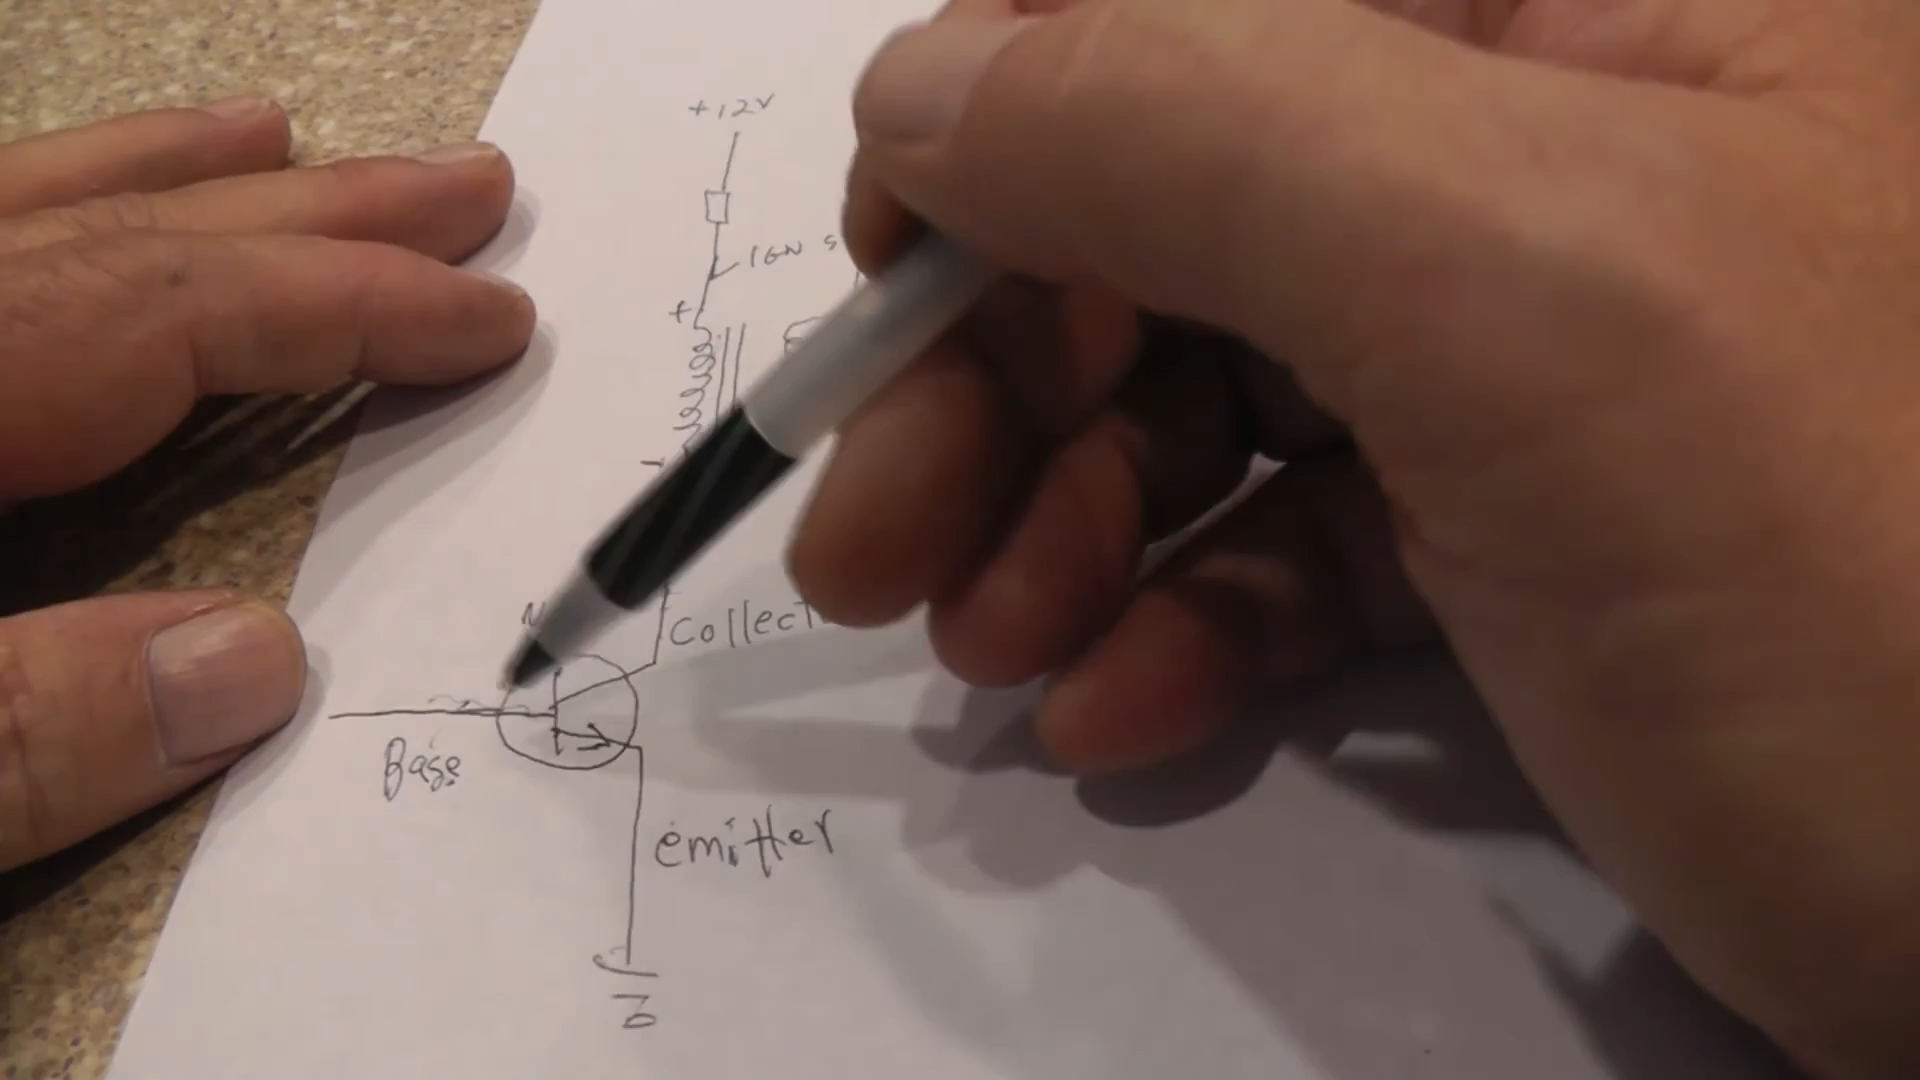 +12V
IGN S
+
-
N
Collect
Base
emitter